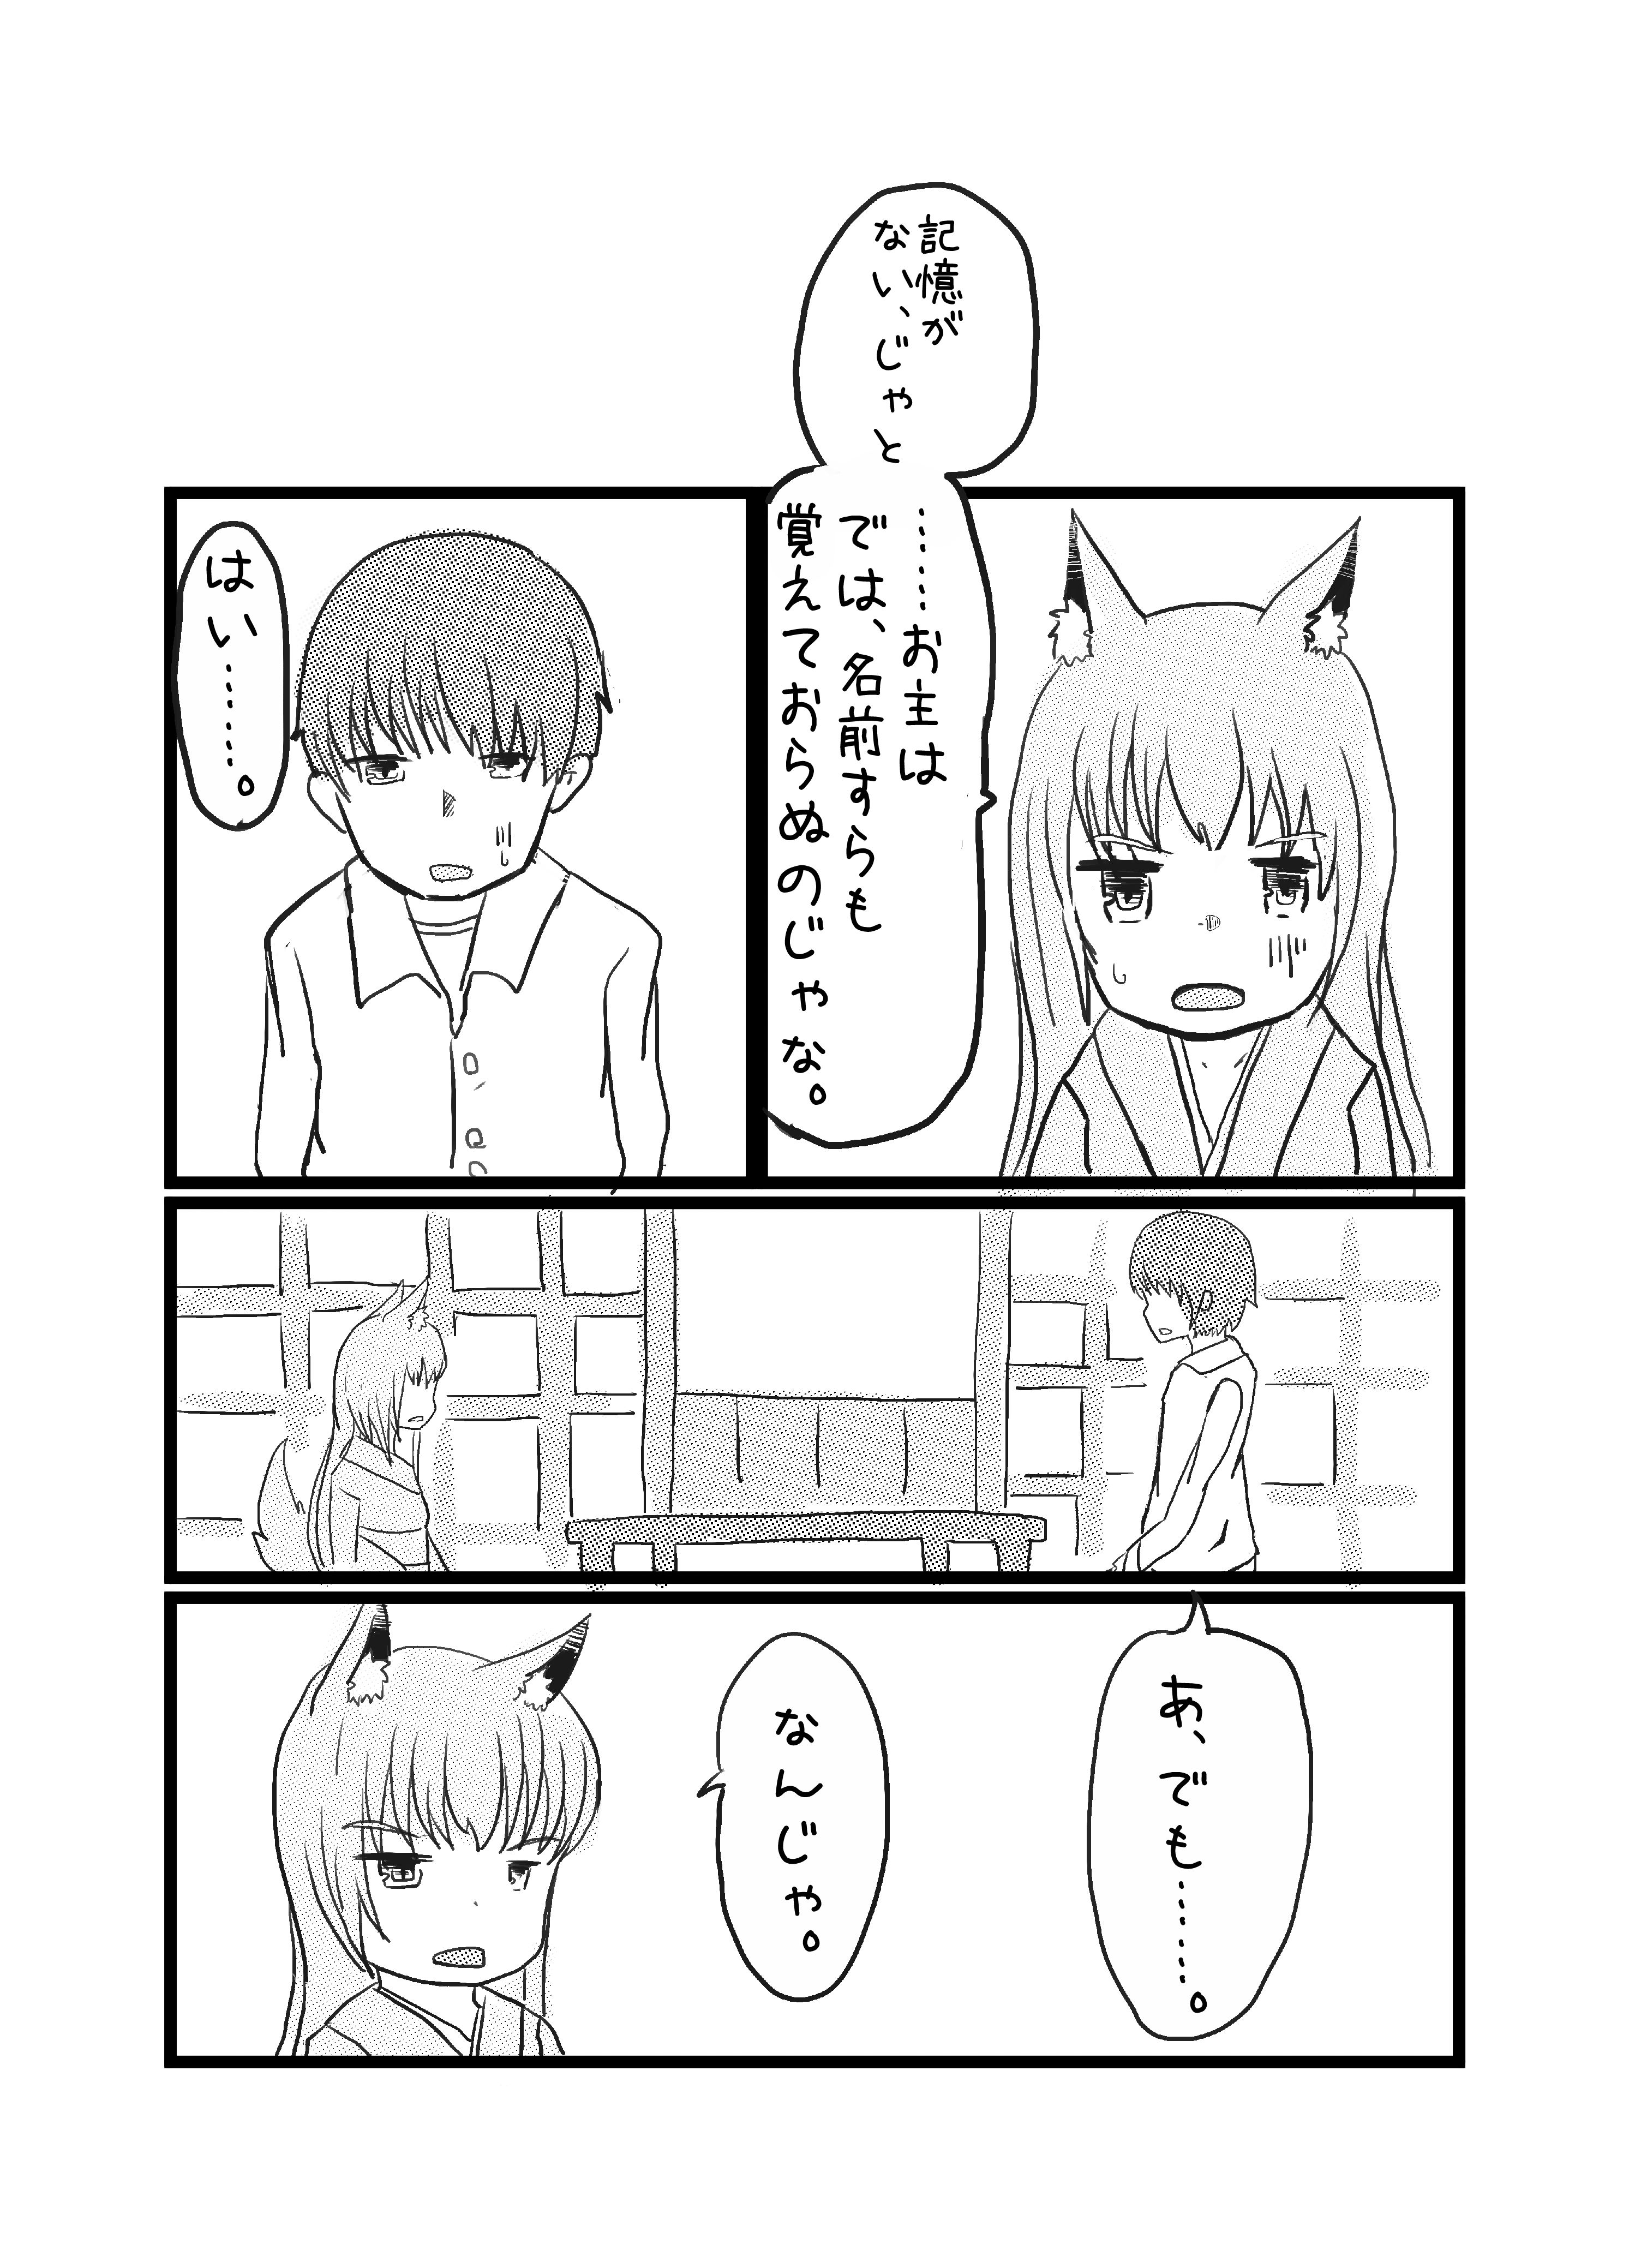 記憶が
ない、じゃと
……お主は
では、名前すらも
覚えておらぬのじゃな。
はい……。
あ、でも……。
なんじゃ。